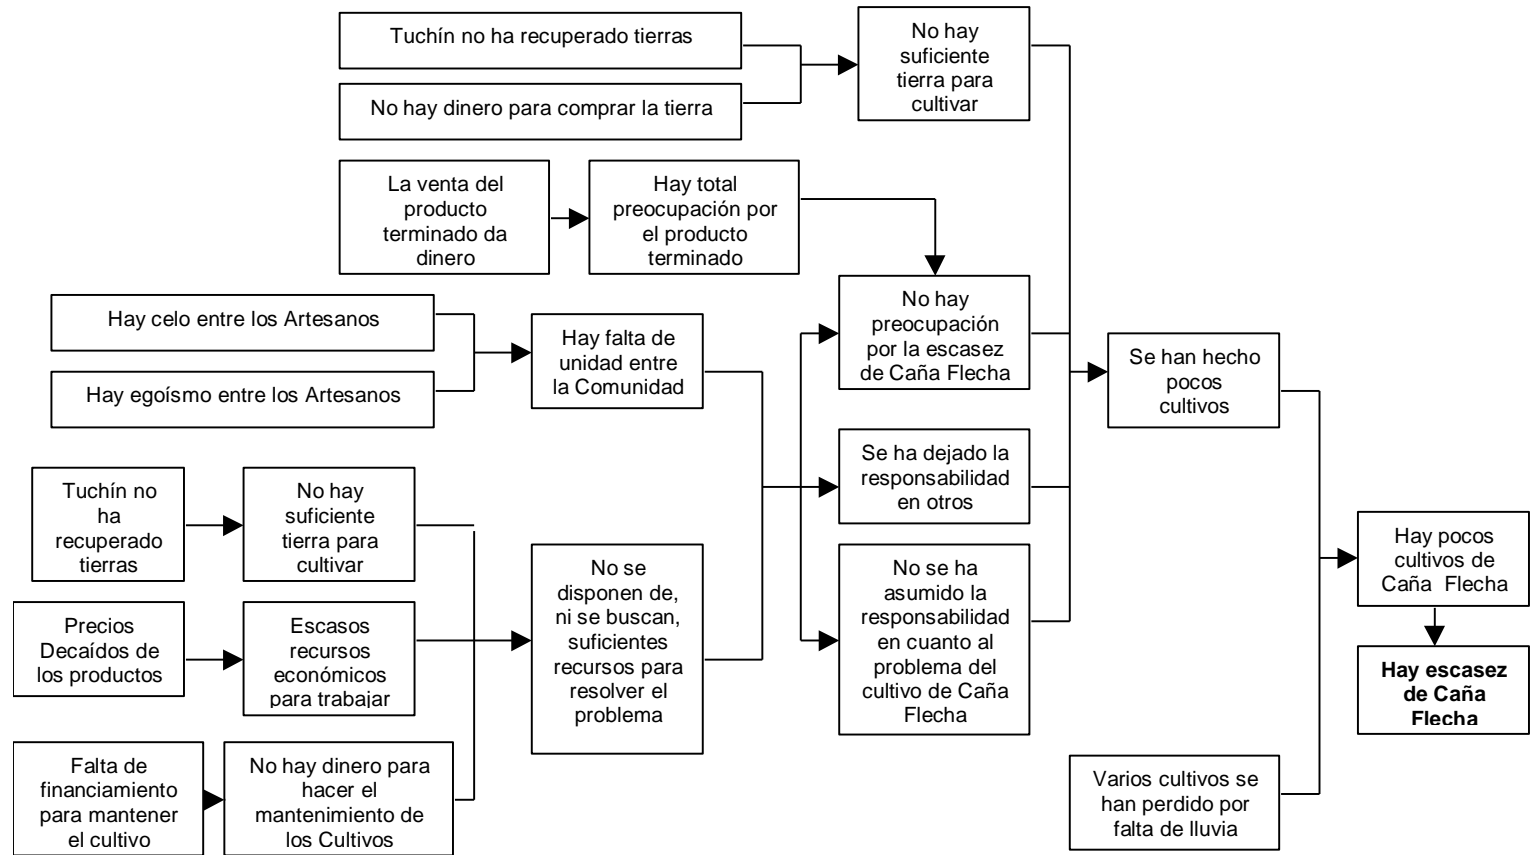 Tuchín no ha recuperado tierras
No hay dinero para comprar la tierra
No hay
suficiente
tierra para
cultivar
La venta del
producto
terminado da
dinero
Hay total
preocupación por
el producto
terminado
Hay celo entre los Artesanos
Hay egoísmo entre los Artesanos
Hay falta de
unidad entre
la Comunidad
No hay
preocupación
por la escasez
de Caña Flecha
Se han hecho
pocos
cultivos
Se ha dejado la
responsabilidad
en otros
Tuchín no
ha
recuperado
tierras
No hay
suficiente
tierra para
cultivar
Precios
Decaídos de
los productos
Escasos
recursos
económicos
para trabajar
No se
disponen de,
ni se buscan,
suficientes
recursos para
resolver el
problema
No se ha
asumido la
responsabilidad
en cuanto al
problema del
cultivo de Caña
Flecha
Hay pocos
cultivos de
Caña Flecha
Hay escasez
de Caña
Flecha
Falta de
financiamiento
para mantener
el cultivo
No hay dinero para
hacer el
mantenimiento de
los Cultivos
Varios cultivos se
han perdido por
falta de lluvia